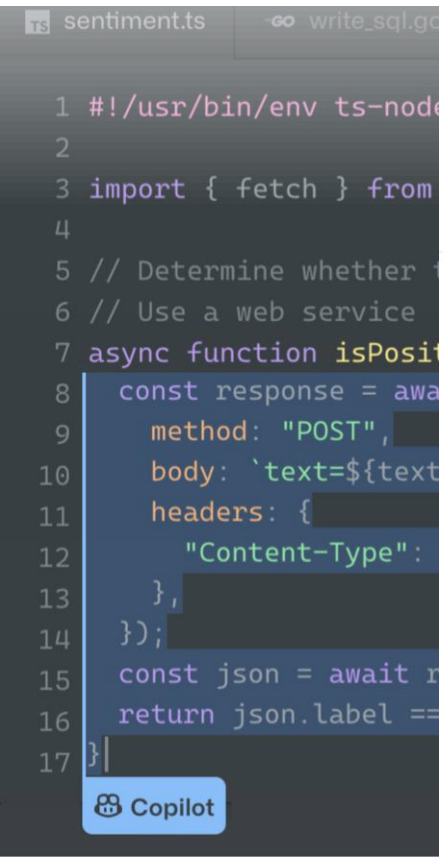 TS sentiment.ts GO write_sql.go
1 #!/usr/bin/env ts-node
2
3 import { fetch } from
4
5 // Determine whether t
6 // Use a web service
7 async function isPosit
8 const response = awa
9 method: "POST",
10 body: `text=${text
11 headers: {
12 "Content-Type":
13 },
14 });
15 const json = await r
16 return json.label ==
17 }
Copilot